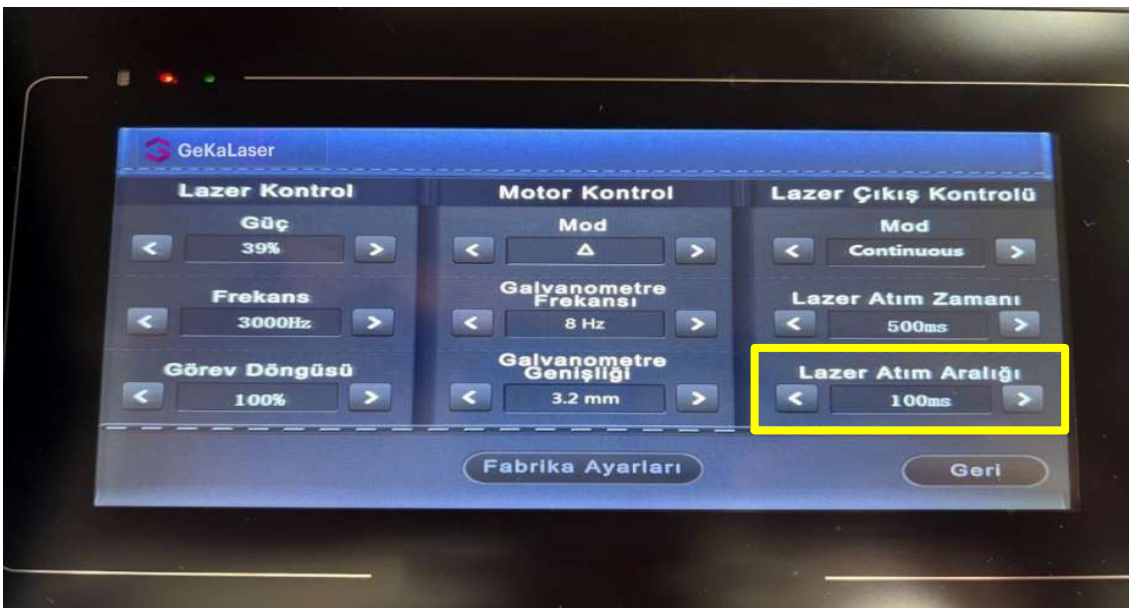 GeKaLaser
Lazer Kontrol
Güç
39%
Frekans
3000Hz
Görev Döngüsü
100%
Motor Kontrol
Mod
Δ
Galvanometre
Frekansı
8 Hz
Galvanometre
Genişliği
3.2 mm
Lazer Çıkış Kontrolü
Mod
Continuous
Lazer Atım Zamanı
500ms
Lazer Atım Aralığı
100ms
Fabrika Ayarları
Geri